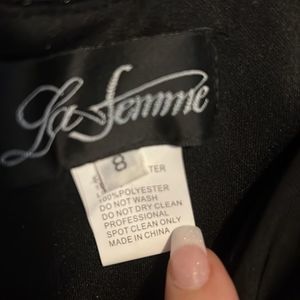 La Femme
8
TER
100%POLYESTER
DO NOT WASH
DO NOT DRY CLEAN
PROFESSIONAL
SPOT CLEAN ONLY
MADE IN CHINA